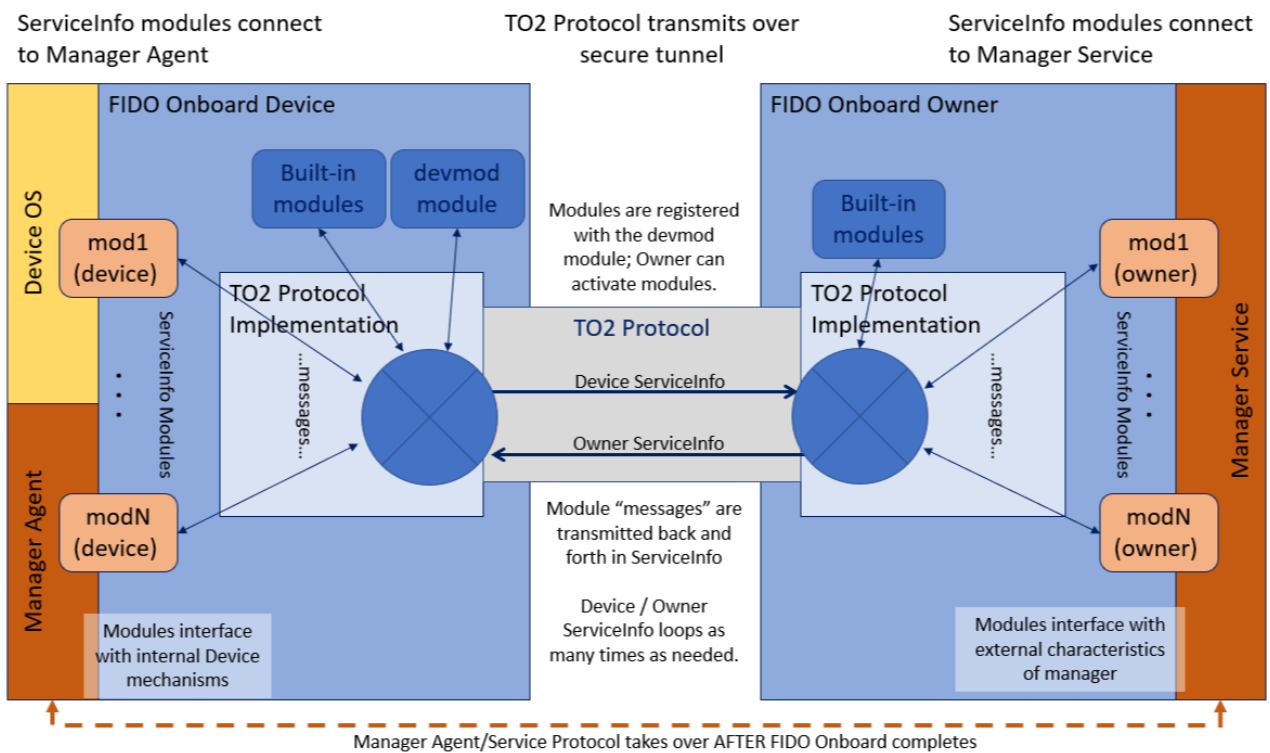 ServiceInfo modules connect
to Manager Agent
TO2 Protocol transmits over
secure tunnel
ServiceInfo modules connect
to Manager Service
FIDO Onboard Device
Device OS
Manager Agent
Built-in
modules
devmod
module
mod1
(device)
ServiceInfo Modules
...
modN
(device)
TO2 Protocol
Implementation
...messages...
Modules interface
with internal Device
mechanisms
Modules are registered
with the devmod
module; Owner can
activate modules.
TO2 Protocol
Device ServiceInfo
Owner ServiceInfo
Module “messages” are
transmitted back and
forth in ServiceInfo
Device / Owner
ServiceInfo loops as
many times as needed.
FIDO Onboard Owner
Built-in
modules
TO2 Protocol
Implementation
...messages...
mod1
(owner)
ServiceInfo Modules
...
modN
(owner)
Manager Service
Modules interface with
external characteristics
of manager
Manager Agent/Service Protocol takes over AFTER FIDO Onboard completes